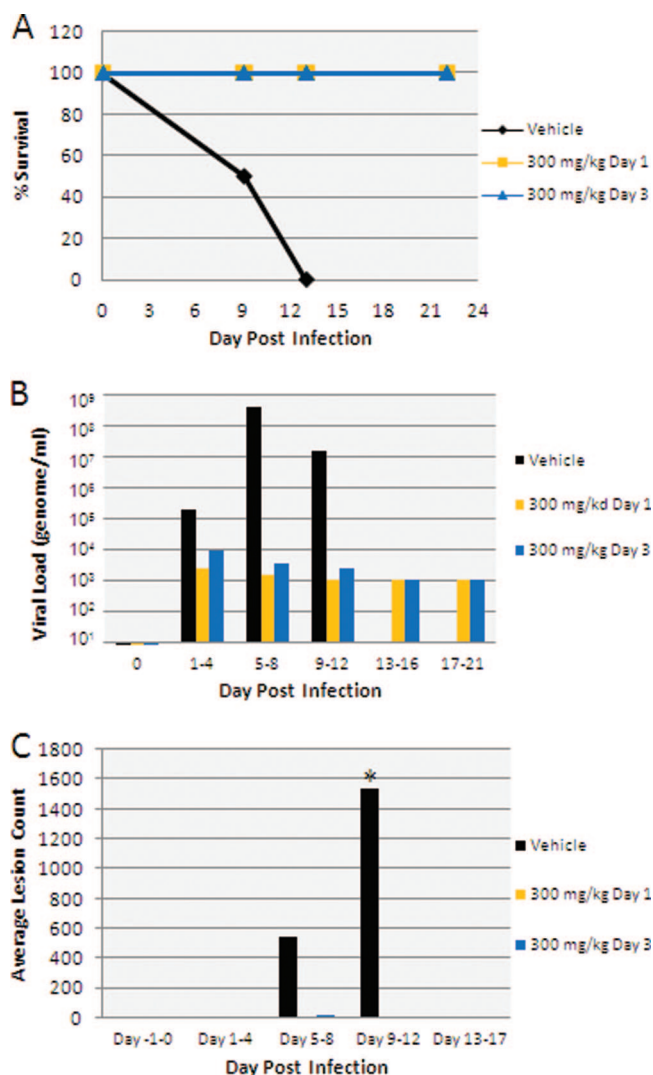 A
120
100
80
60
40
20
0
% Survival
0 3 6 9 12 15 18 21 24
Day Post Infection
Vehicle
300 mg/kg Day 1
300 mg/kg Day 3
B
10⁹
10⁸
10⁷
10⁶
10⁵
10⁴
10³
10²
10¹
Viral Load (genome/ml)
0 1-4 5-8 9-12 13-16 17-21
Day Post Infection
Vehicle
300 mg/kd Day 1
300 mg/kg Day 3
C
1800
1600
1400
1200
1000
800
600
400
200
0
Average Lesion Count
*
Day -1-0 Day 1-4 Day 5-8 Day 9-12 Day 13-17
Day Post Infection
Vehicle
300 mg/kg Day 1
300 mg/kg Day 3